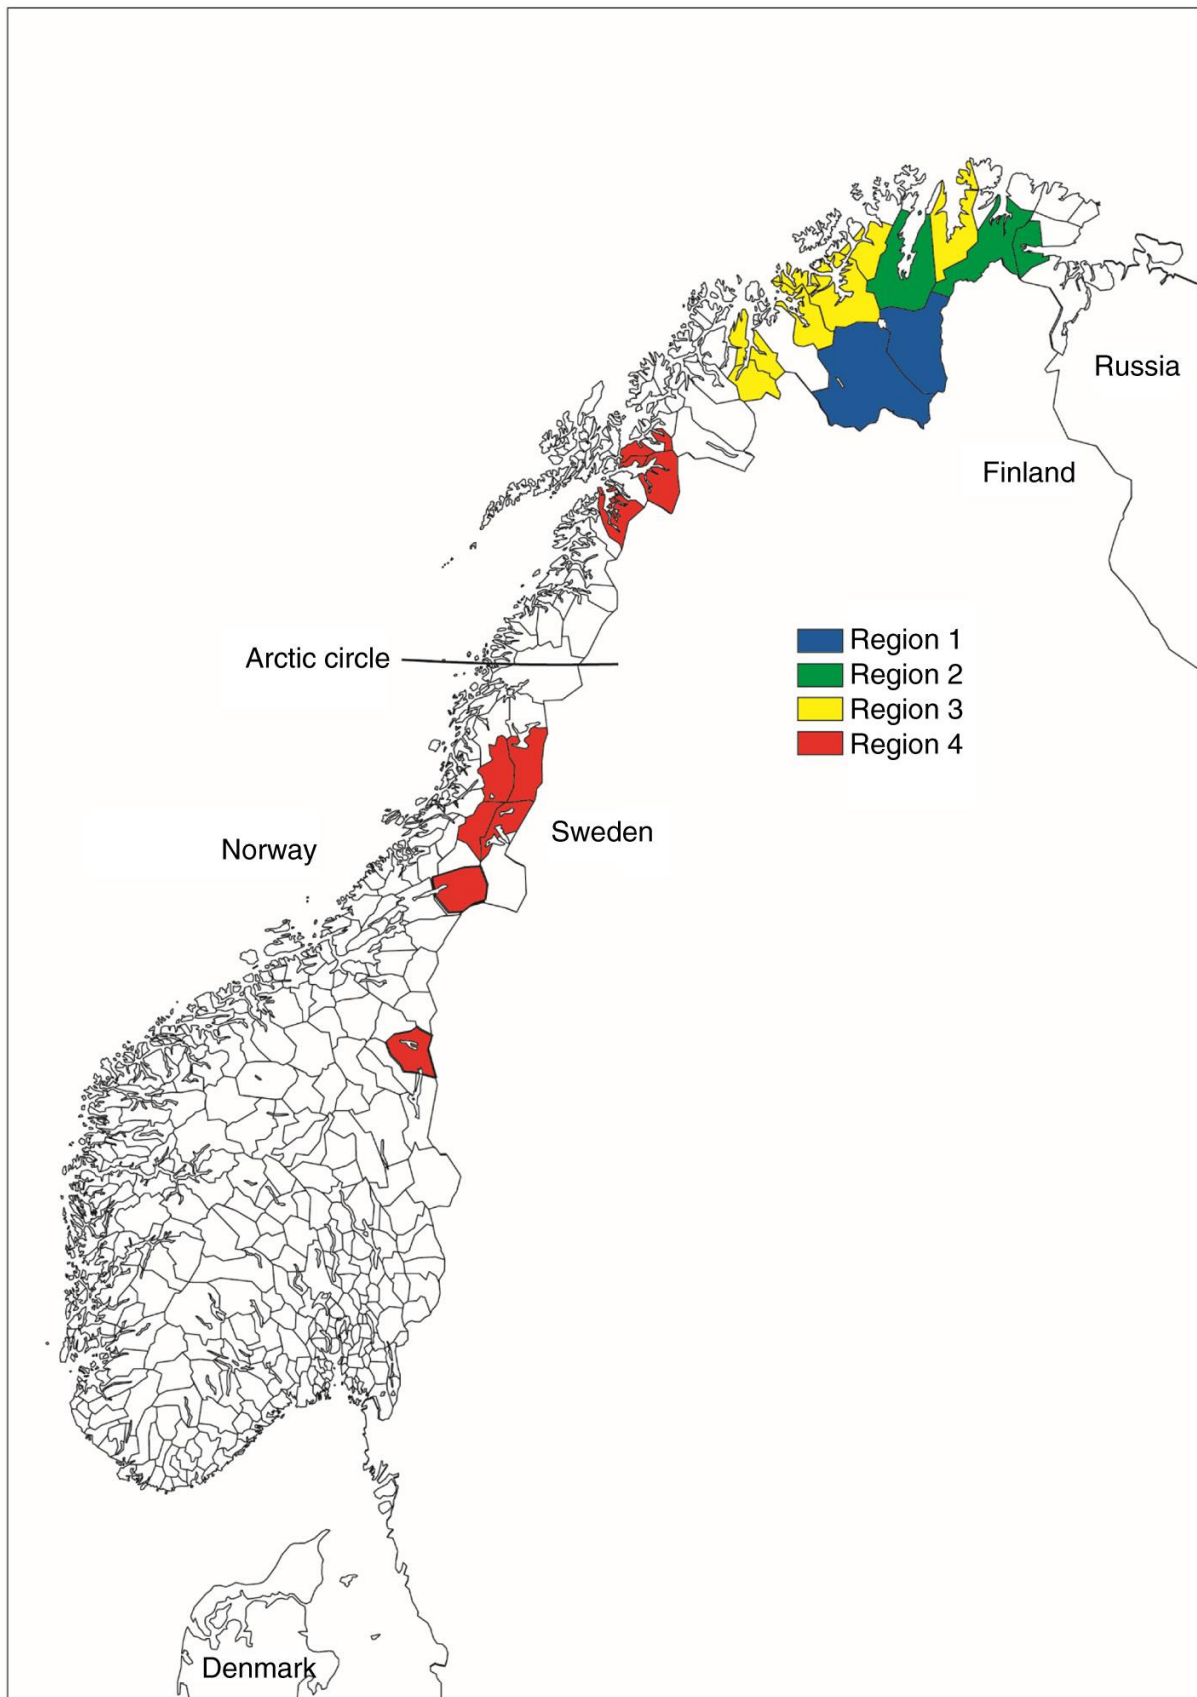 Russia
Finland
Region 1
Region 2
Region 3
Region 4
Arctic circle
Sweden
Norway
Denmark